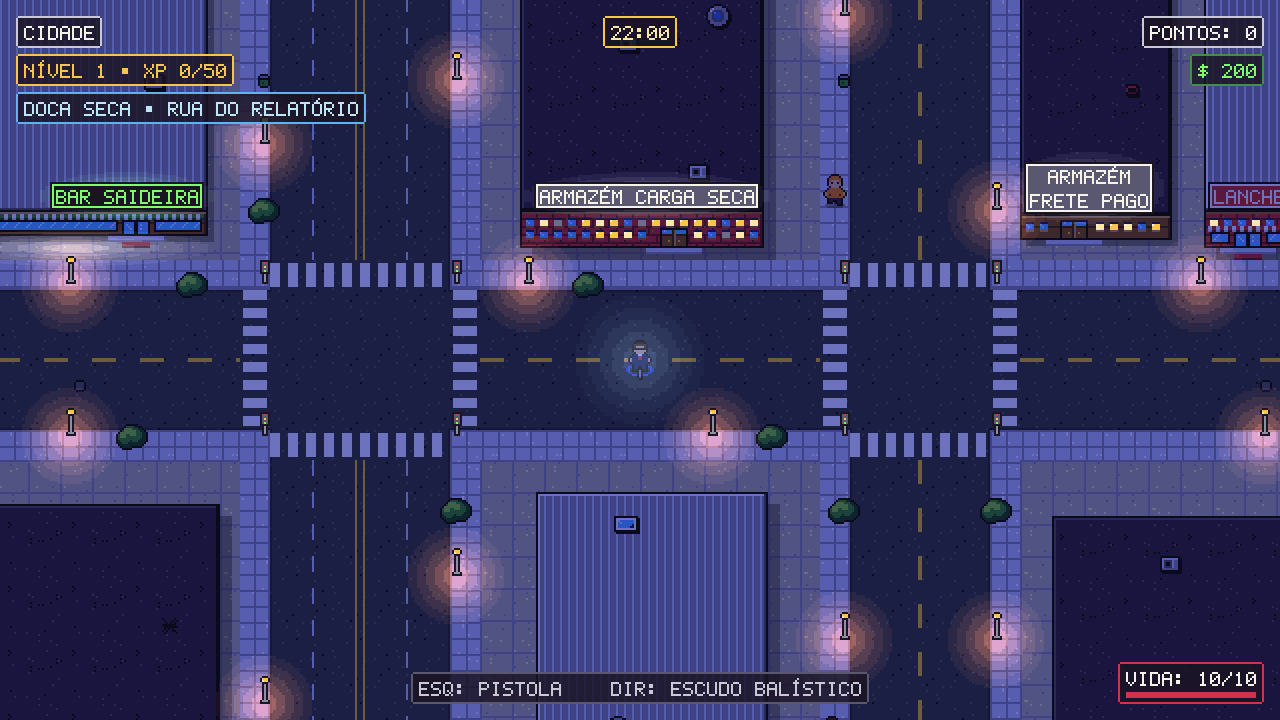 CIDADE
22:00
PONTOS: 0
NÍVEL 1 ▪ XP 0/50
$ 200
DOCA SECA ▪ RUA DO RELATÓRIO
BAR SAIDEIRA
ARMAZÉM CARGA SECA
ARMAZÉM
FRETE PAGO
LANCHE
ESQ: PISTOLA DIR: ESCUDO BALÍSTICO
VIDA: 10/10